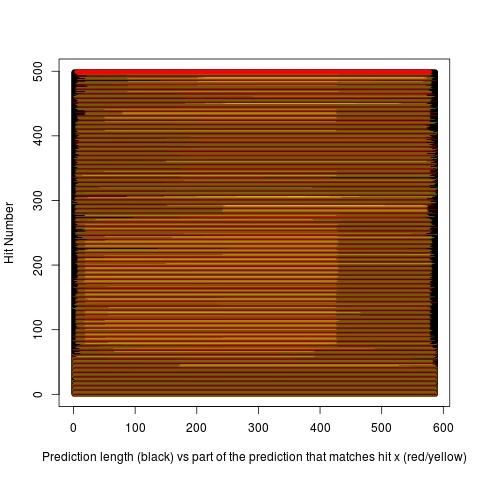 500
400
300
200
100
0
Hit Number
0 100 200 300 400 500 600
Prediction length (black) vs part of the prediction that matches hit x (red/yellow)